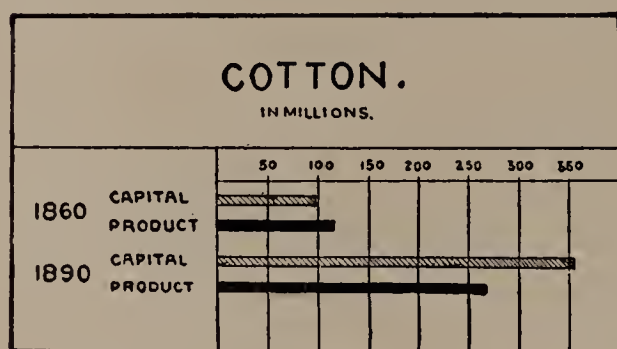 COTTON.
IN MILLIONS.
50 100 150 200 250 300 350
1860 CAPITAL
PRODUCT
1890 CAPITAL
PRODUCT